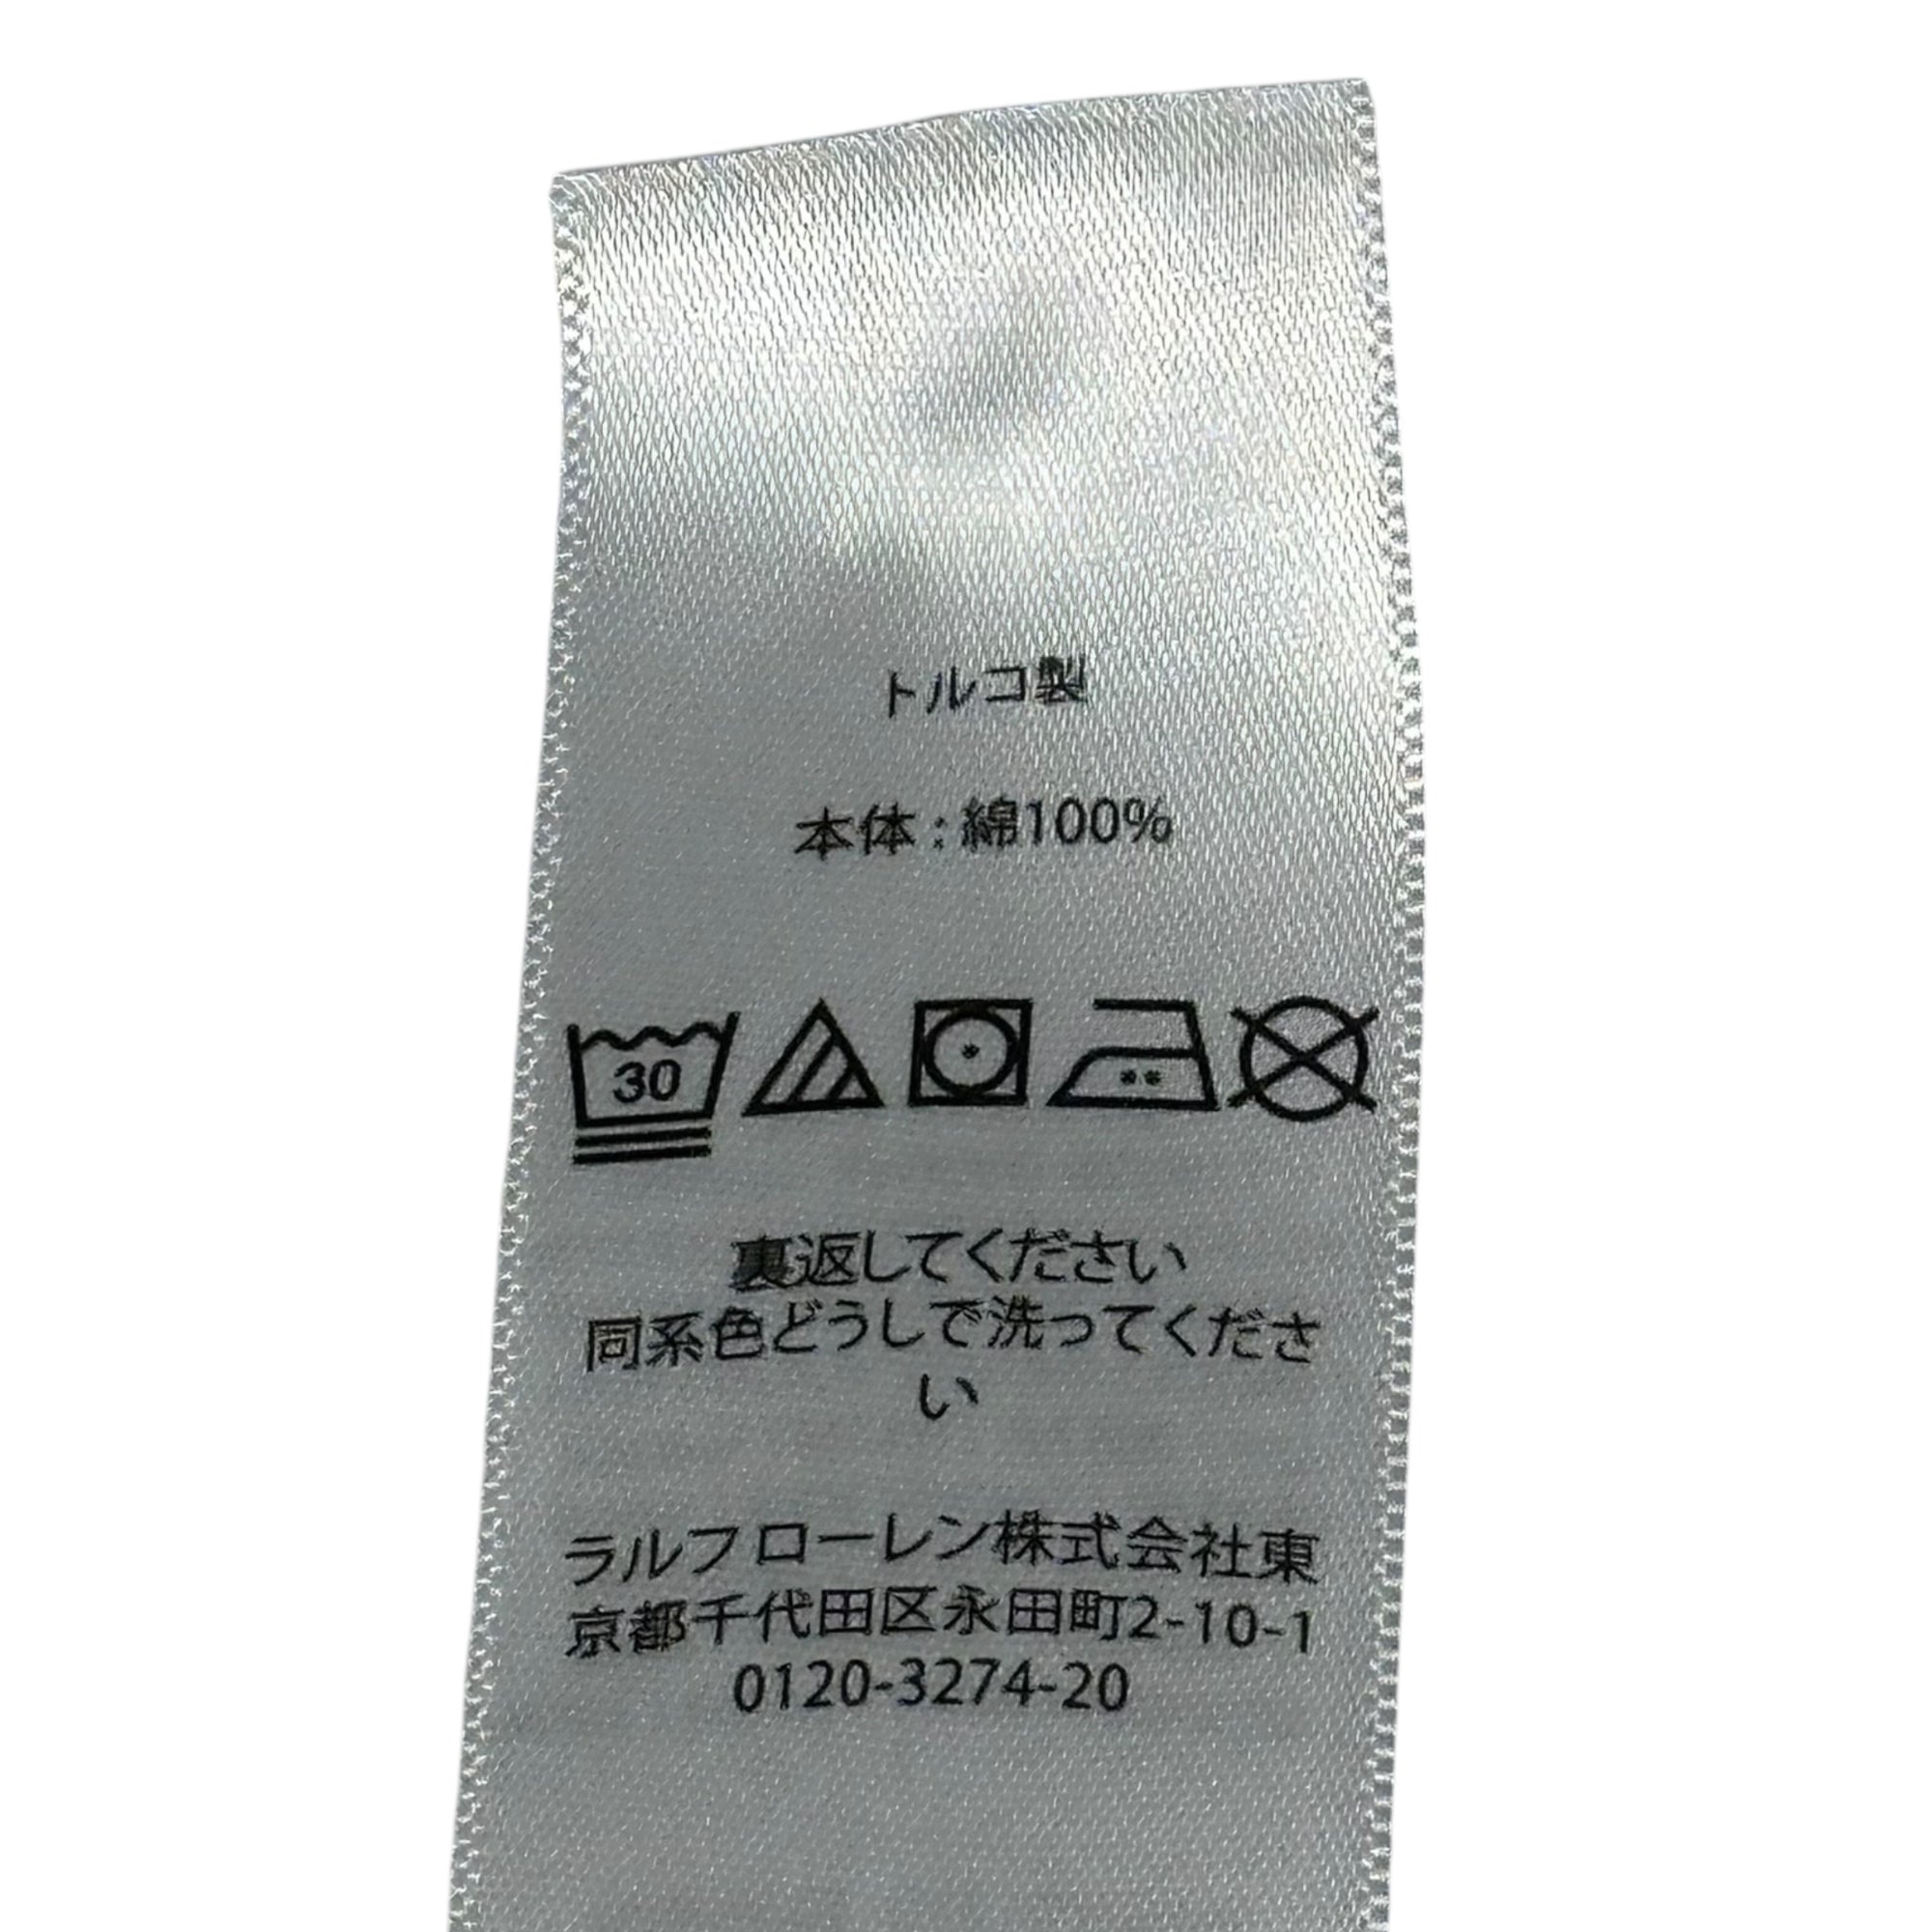 トルコ製
本体：綿100%
30
裏返してください
同系色どうしで洗ってくださ
い
ラルフ ローレン株式会社東
京都千代田区永田町2-10-1
0120-3274-20